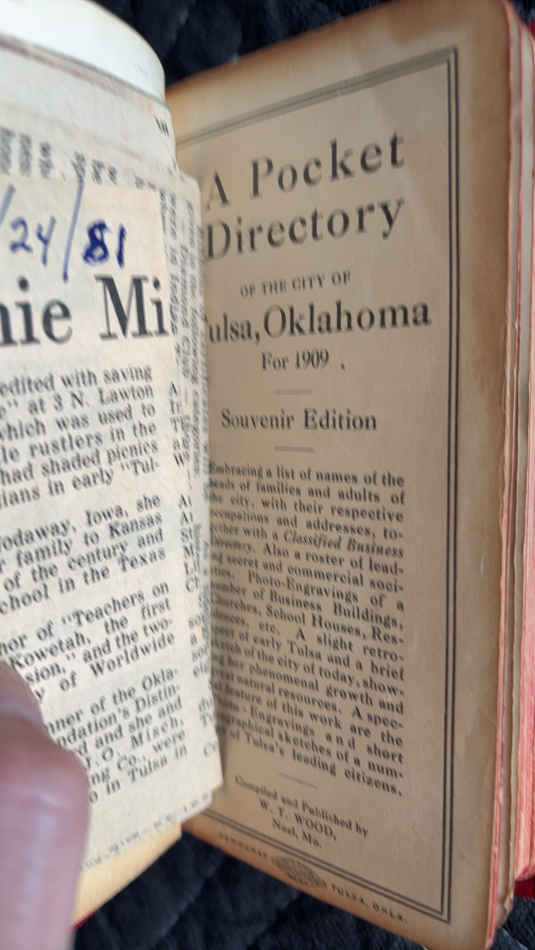 /24/81
nie Mi
edited with saving
e" at 3 N. Lawton
which was used to
le rustlers in the
had shaded picnics
ians in early "Tul-
odaway, Iowa, she
family to Kansas
of the century and
chool in the Texas
nor of "Teachers on
Kowetah, the first
sion," and the two-
y of Worldwide
oner of the Okla-
ndation's Distin-
d and she and
J. O. Misch,
ng Co., were
o in Tulsa in
A Pocket
Directory
OF THE CITY OF
Tulsa, Oklahoma
For 1909
Souvenir Edition
Embracing a list of names of the
heads of families and adults of
the city, with their respective
occupations and addresses, to-
gether with a Classified Business
Directory. Also a roster of lead-
ing secret and commercial soci-
eties. Photo-Engravings of a
number of Business Buildings,
Churches, School Houses, Res-
idences, etc. A slight retro-
spect of early Tulsa and a brief
sketch of the city of today, show-
ing her phenomenal growth and
natural resources. A spec-
ial feature of this work are the
Engravings and short
graphical sketches of a num-
of Tulsa's leading citizens.
Compiled and Published by
W. T. WOOD,
Noel, Mo.
TULSA, OKLA.